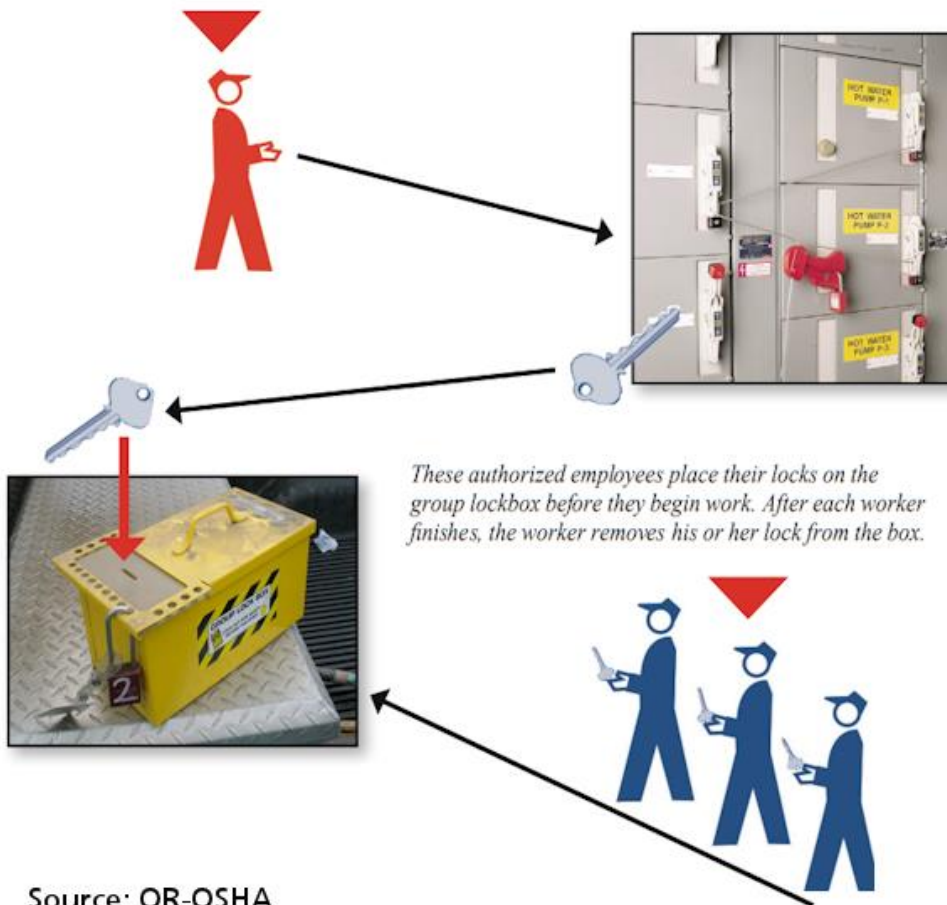 HOT WATER
PUMP P-1
HOT WATER
PUMP P-2
HOT WATER
PUMP P-3
These authorized employees place their locks on the
group lockbox before they begin work. After each worker
finishes, the worker removes his or her lock from the box.
GROUP LOCK BOX
2
Source: OR-OSHA